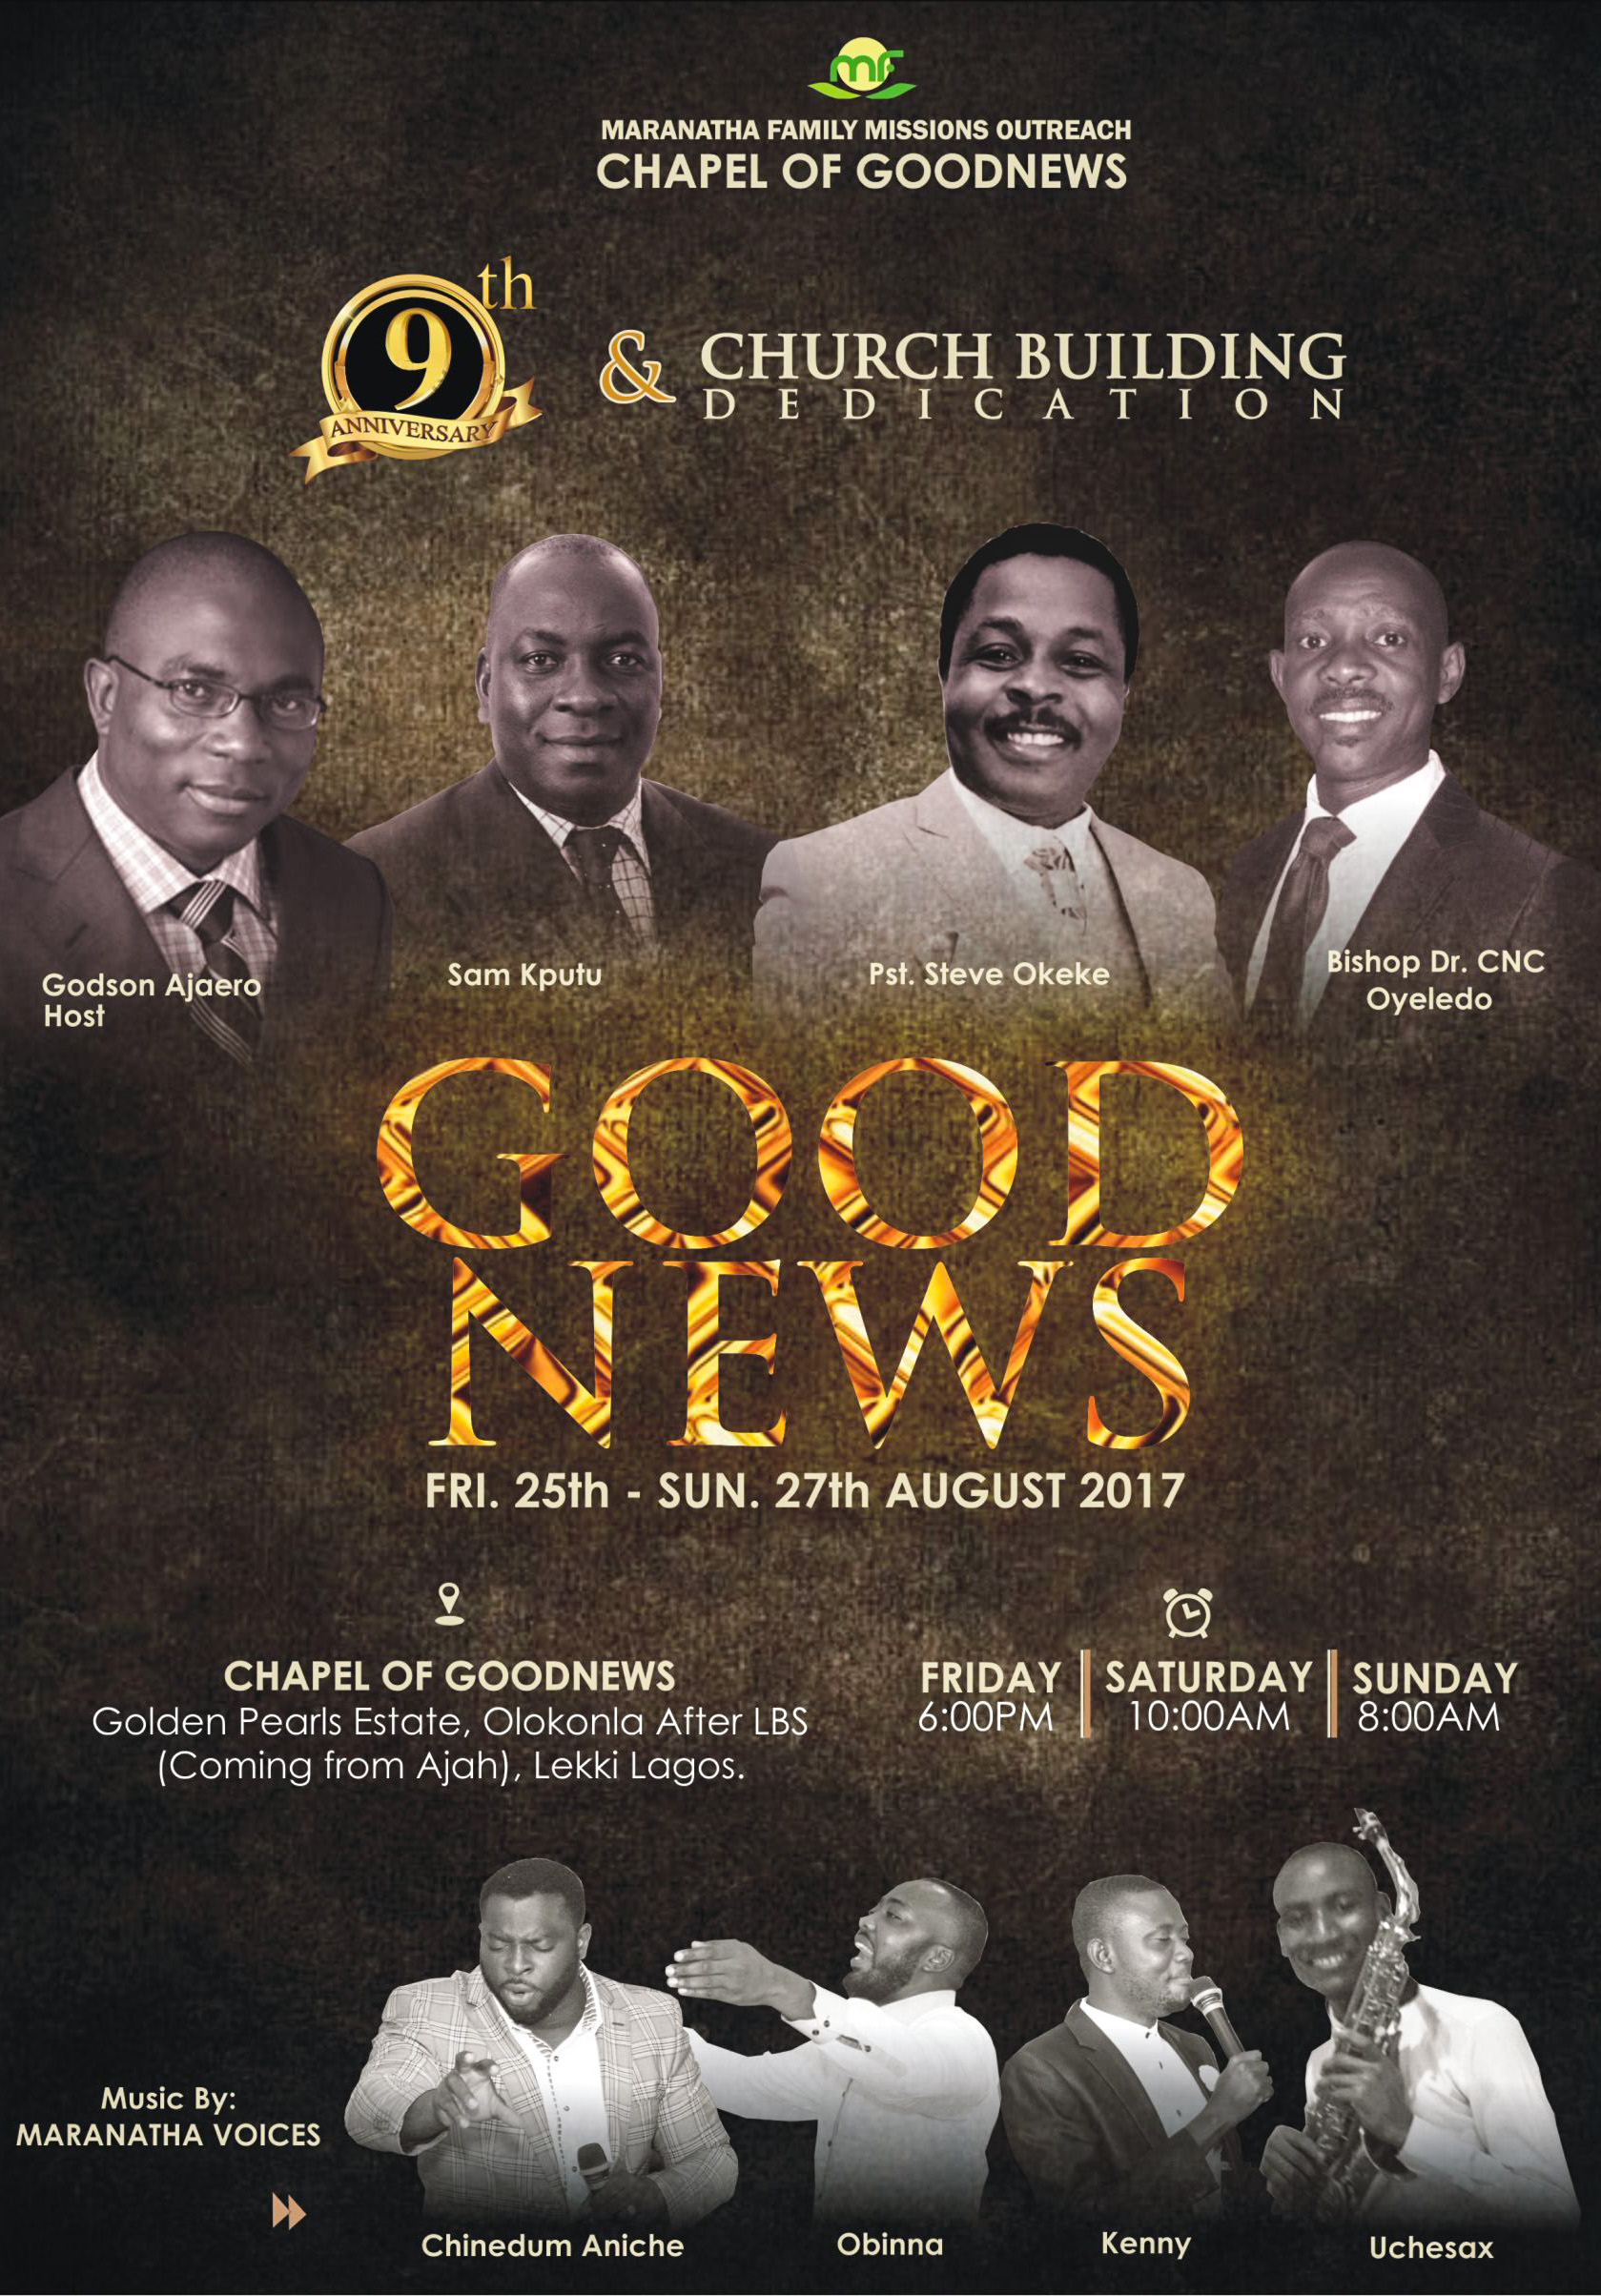 mf
MARANATHA FAMILY MISSIONS OUTREACH
CHAPEL OF GOODNEWS
9th
ANNIVERSARY
& CHURCH BUILDING
DEDICATION
Godson Ajaero
Host
Sam Kputu
Pst. Steve Okeke
Bishop Dr. CNC
Oyeledo
GOOD
NEWS
FRI. 25th - SUN. 27th AUGUST 2017
CHAPEL OF GOODNEWS
Golden Pearls Estate, Olokonla After LBS
(Coming from Ajah), Lekki Lagos.
FRIDAY
6:00PM
SATURDAY
10:00AM
SUNDAY
8:00AM
Music By:
MARANATHA VOICES
Chinedum Aniche
Obinna
Kenny
Uchesax